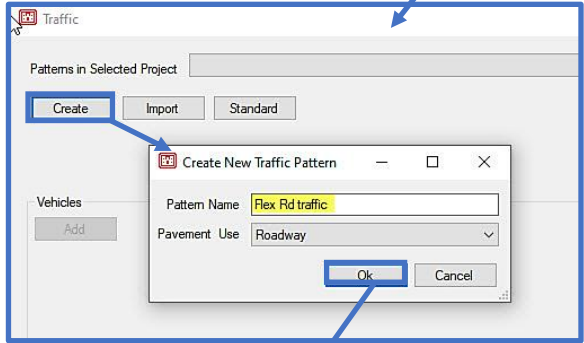 Traffic
Patterns in Selected Project
Create Import Standard
Create New Traffic Pattern
Vehicles Pattern Name Flex Rd traffic
Add Pavement Use Roadway
Ok Cancel